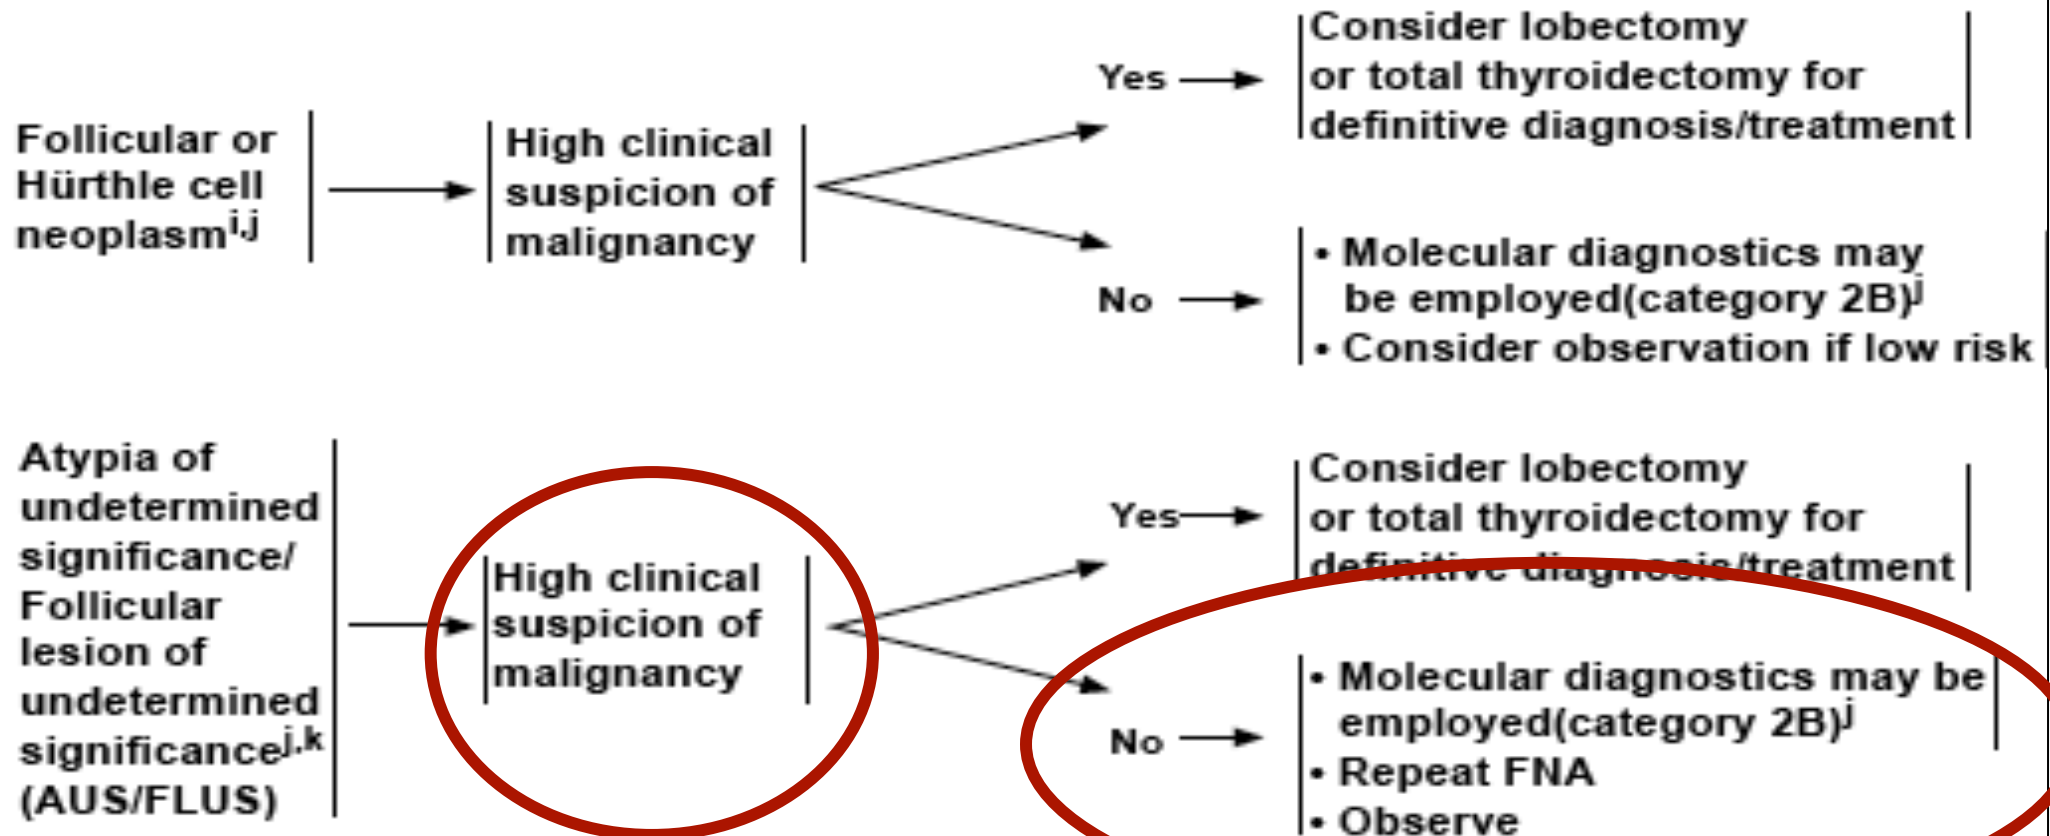 Follicular or
Hürthle cell
neoplasmi,j
High clinical
suspicion of
malignancy
Yes
Consider lobectomy
or total thyroidectomy for
definitive diagnosis/treatment
No
• Molecular diagnostics may
be employed(category 2B)j
• Consider observation if low risk
Atypia of
undetermined
significance/
Follicular
lesion of
undetermined
significancej,k
(AUS/FLUS)
High clinical
suspicion of
malignancy
Yes
Consider lobectomy
or total thyroidectomy for
definitive diagnosis/treatment
No
• Molecular diagnostics may be
employed(category 2B)j
• Repeat FNA
• Observe